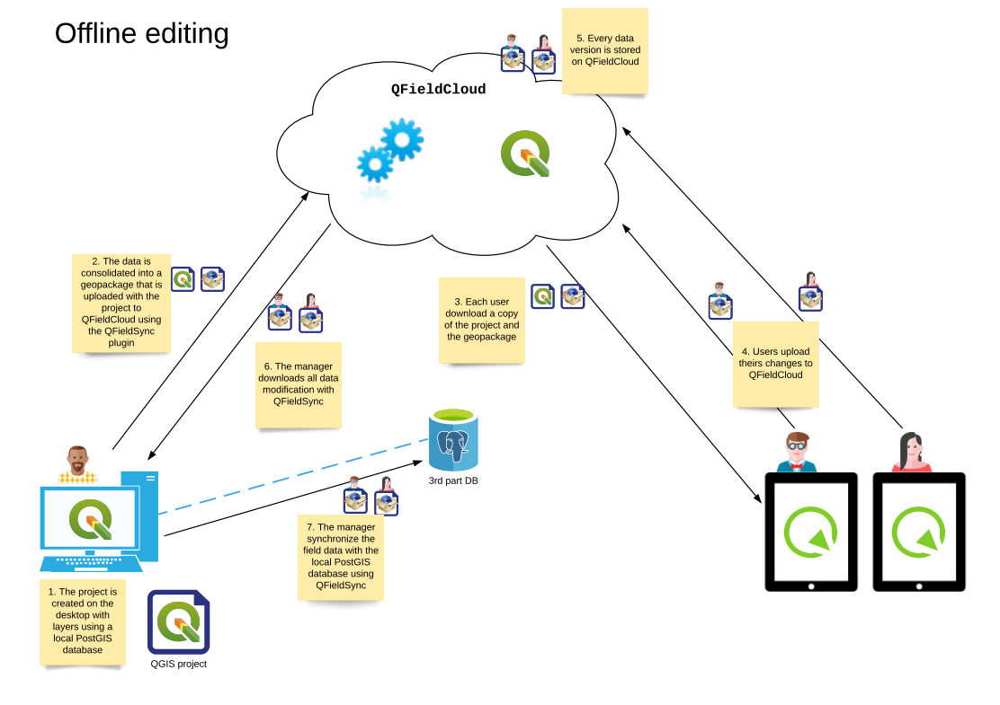 Offline editing
5. Every data
version is stored
on QFieldCloud
QFieldCloud
2. The data is
consolidated into a
geopackage that is
uploaded with the
project to
QFieldCloud using
the QFieldSync
plugin
3. Each user
download a copy
of the project and
the geopackage
4. Users upload
theirs changes to
QFieldCloud
6. The manager
downloads all data
modification with
QFieldSync
3rd part DB
7. The manager
synchronize the
field data with the
local PostGIS
database using
QFieldSync
1. The project is
created on the
desktop with
layers using a
local PostGIS
database
QGIS project